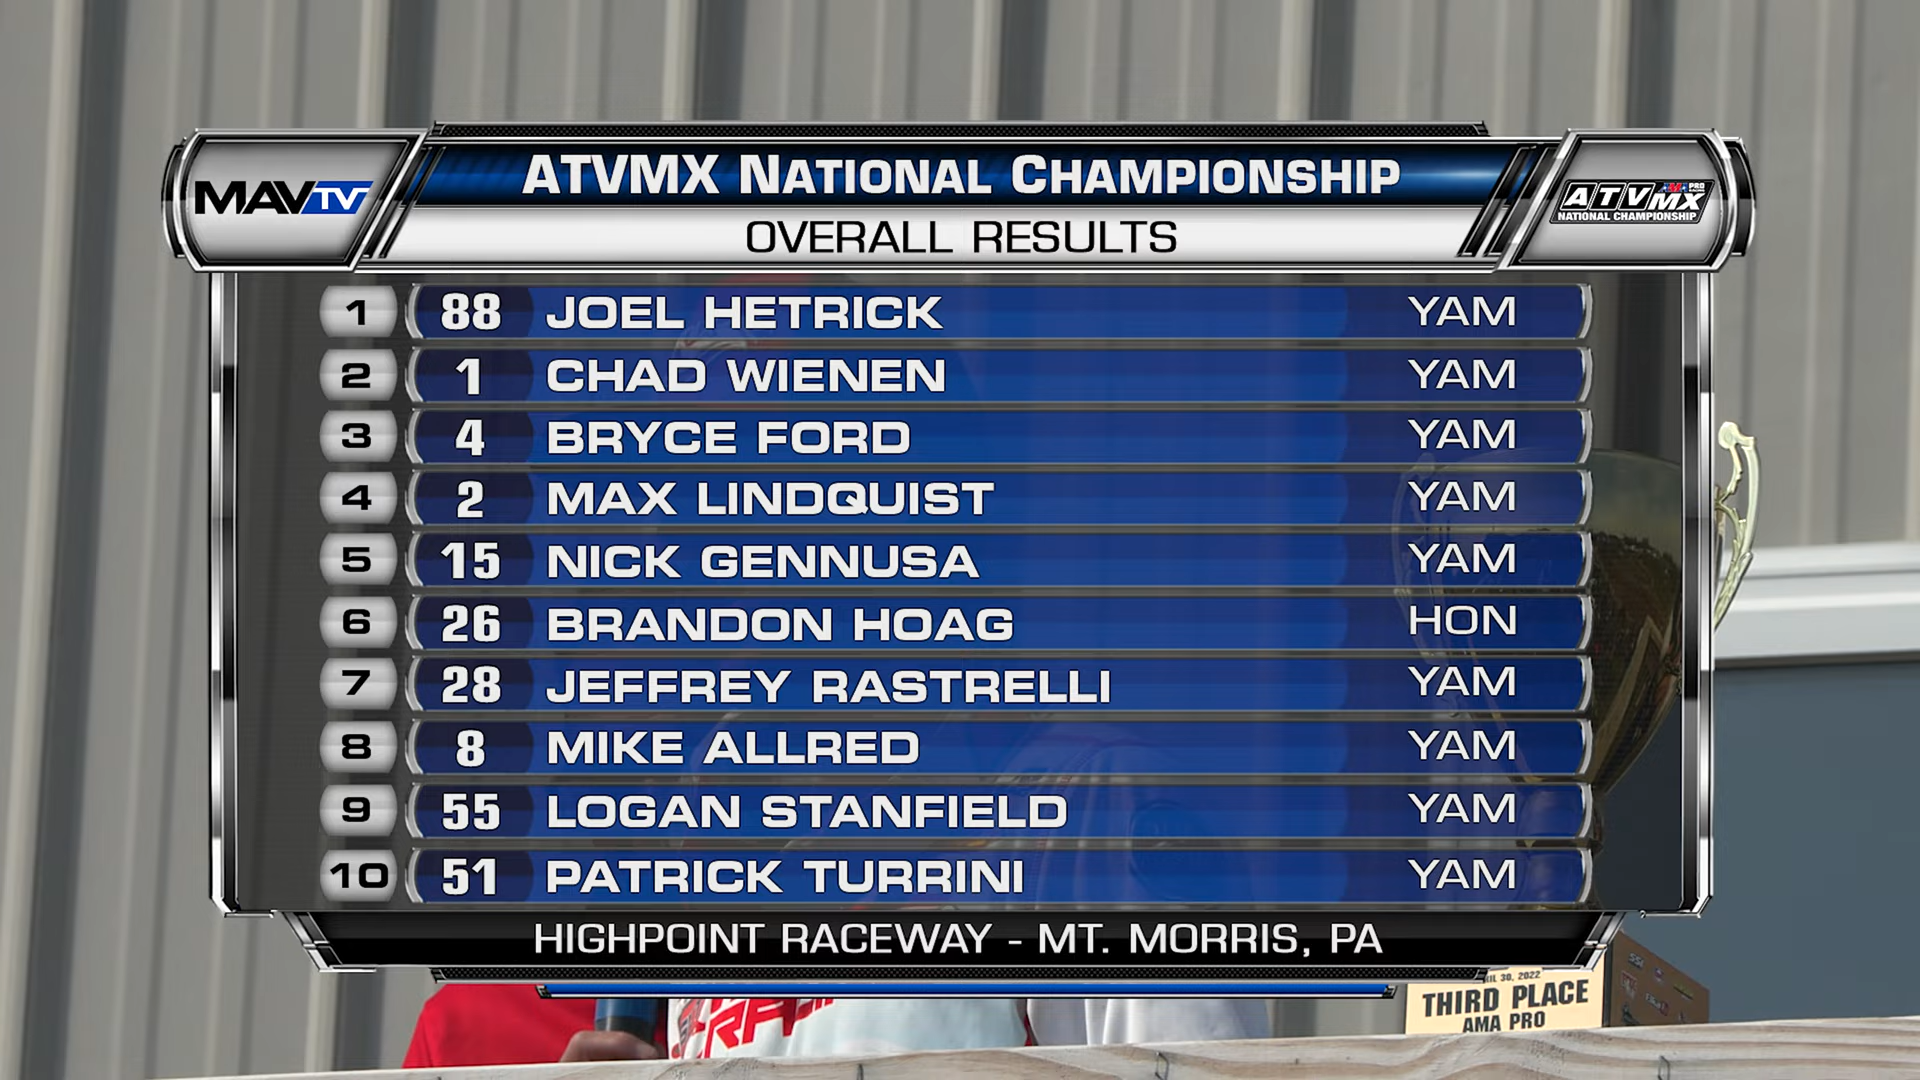 MAVTV
ATVMX NATIONAL CHAMPIONSHIP
ATVMX PRO
NATIONAL CHAMPIONSHIP
OVERALL RESULTS
1 88 JOEL HETRICK YAM
2 1 CHAD WIENEN YAM
3 4 BRYCE FORD YAM
4 2 MAX LINDQUIST YAM
5 15 NICK GENNUSA YAM
6 26 BRANDON HOAG HON
7 28 JEFFREY RASTRELLI YAM
8 8 MIKE ALLRED YAM
9 55 LOGAN STANFIELD YAM
10 51 PATRICK TURRINI YAM
HIGHPOINT RACEWAY - MT. MORRIS, PA
30, 2022
THIRD PLACE
AMA PRO